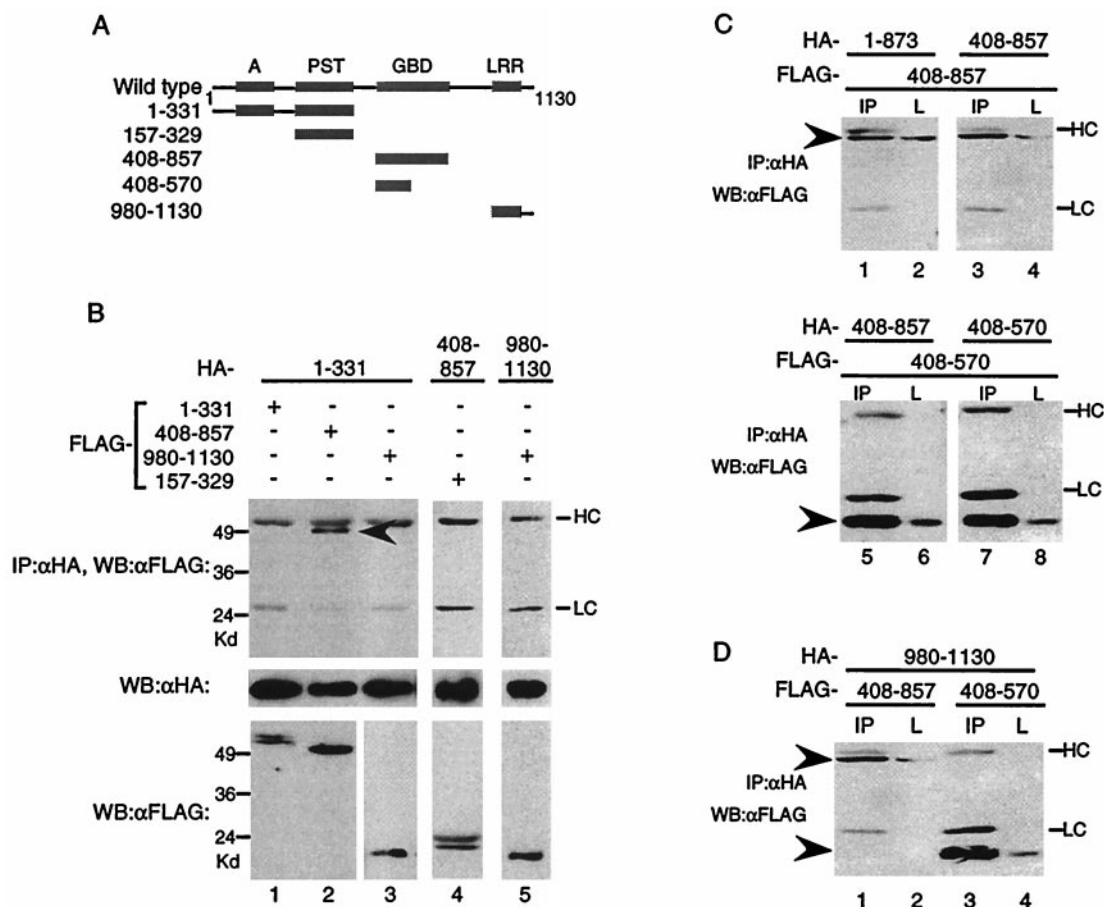 A
A PST GBD LRR
Wild type
1 1130
1-331
157-329
408-857
408-570
980-1130
B
HA- 1-331 408-857 980-1130
FLAG-
1-331 + - - - -
408-857 - + - - -
980-1130 - - + - +
157-329 - - - + -
IP:αHA, WB:αFLAG:
49
36
24
Kd
HC
LC
WB:αHA:
WB:αFLAG:
49
36
24
Kd
1 2 3 4 5
C
HA- 1-873 408-857
FLAG- 408-857
IP L IP L
HC
IP:αHA
WB:αFLAG
LC
1 2 3 4
HA- 408-857 408-570
FLAG- 408-570
IP L IP L
HC
IP:αHA
WB:αFLAG
LC
5 6 7 8
D
HA- 980-1130
FLAG- 408-857 408-570
IP L IP L
HC
IP:αHA
WB:αFLAG
LC
1 2 3 4